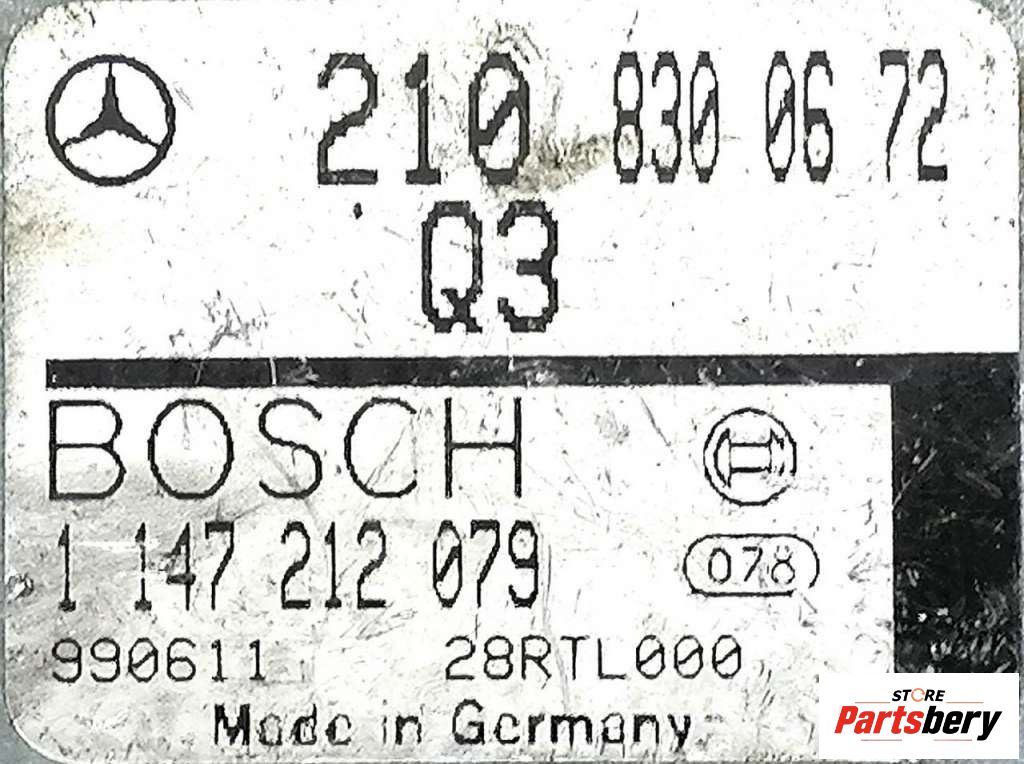 210 830 06 72
Q3
BOSCH
1 147 212 079
078
990611 28RTL000
Made in Germany
STORE
Partsbery